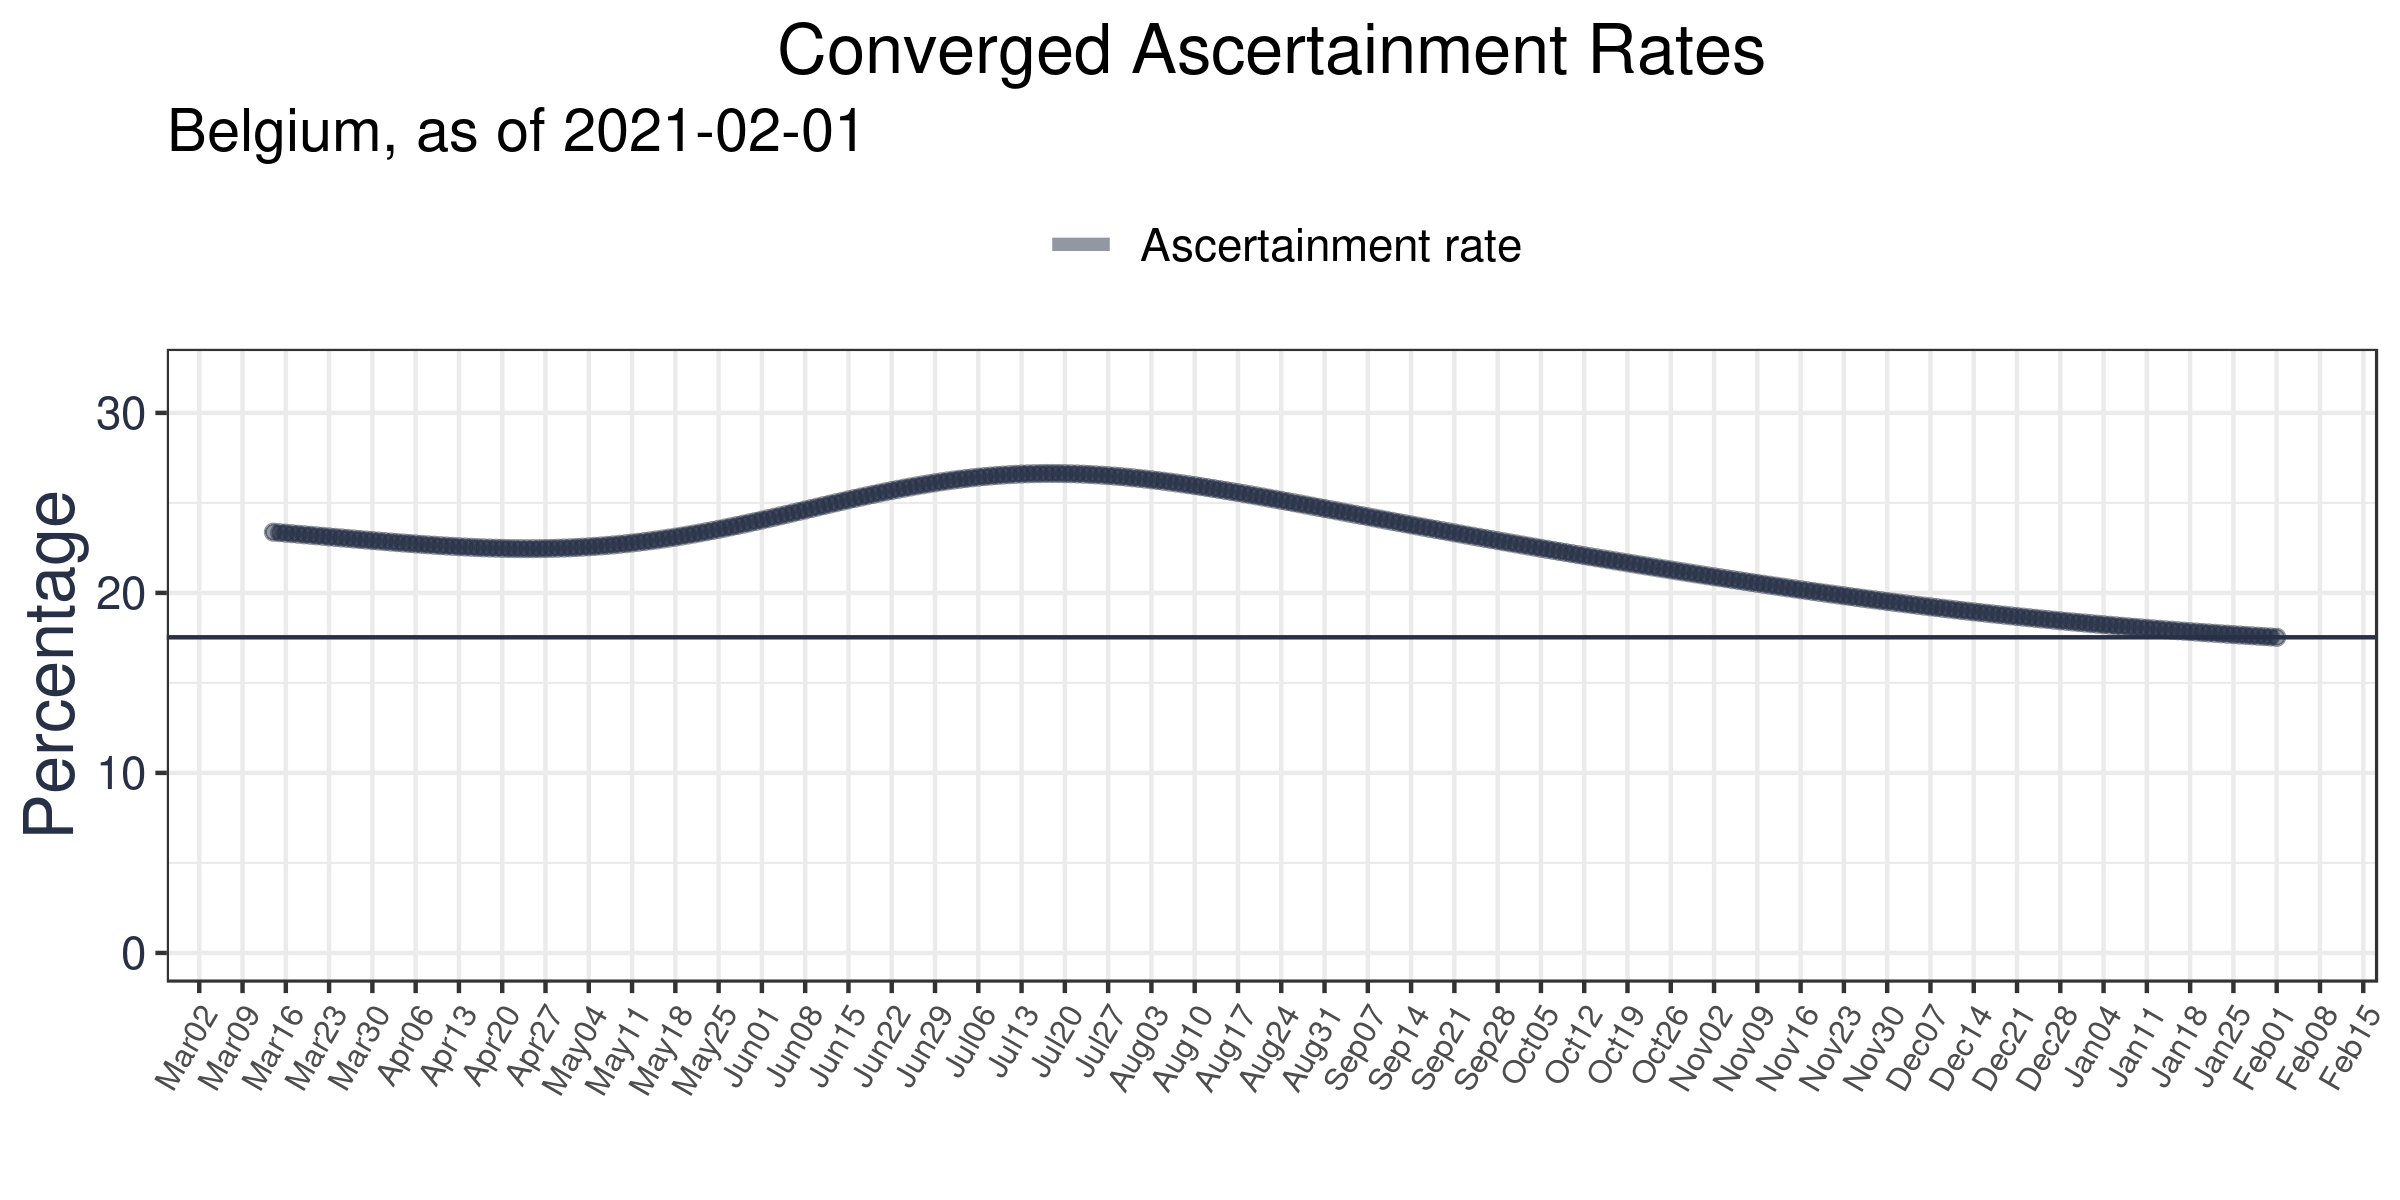 Converged Ascertainment Rates
Belgium, as of 2021-02-01
Ascertainment rate
Percentage
30
20
10
0
Mar02 Mar09 Mar16 Mar23 Mar30 Apr06 Apr13 Apr20 Apr27 May04 May11 May18 May25 Jun01 Jun08 Jun15 Jun22 Jun29 Jul06 Jul13 Jul20 Jul27 Aug03 Aug10 Aug17 Aug24 Aug31 Sep07 Sep14 Sep21 Sep28 Oct05 Oct12 Oct19 Oct26 Nov02 Nov09 Nov16 Nov23 Nov30 Dec07 Dec14 Dec21 Dec28 Jan04 Jan11 Jan18 Jan25 Feb01 Feb08 Feb15